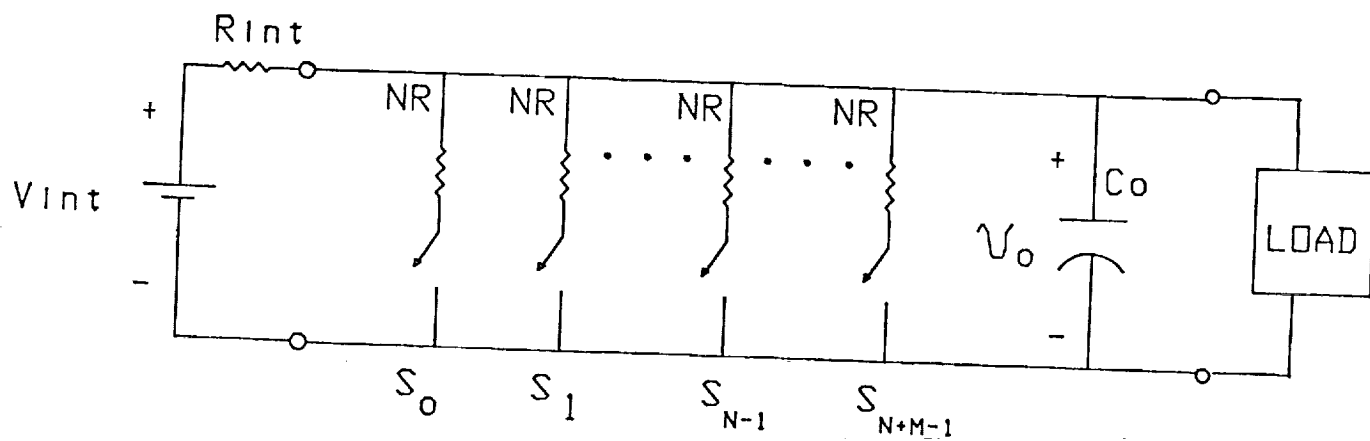 RInt
NR NR NR NR
+
+
Co
VInt
Vo
LOAD
-
-
S0 S1 SN-1 SN+M-1